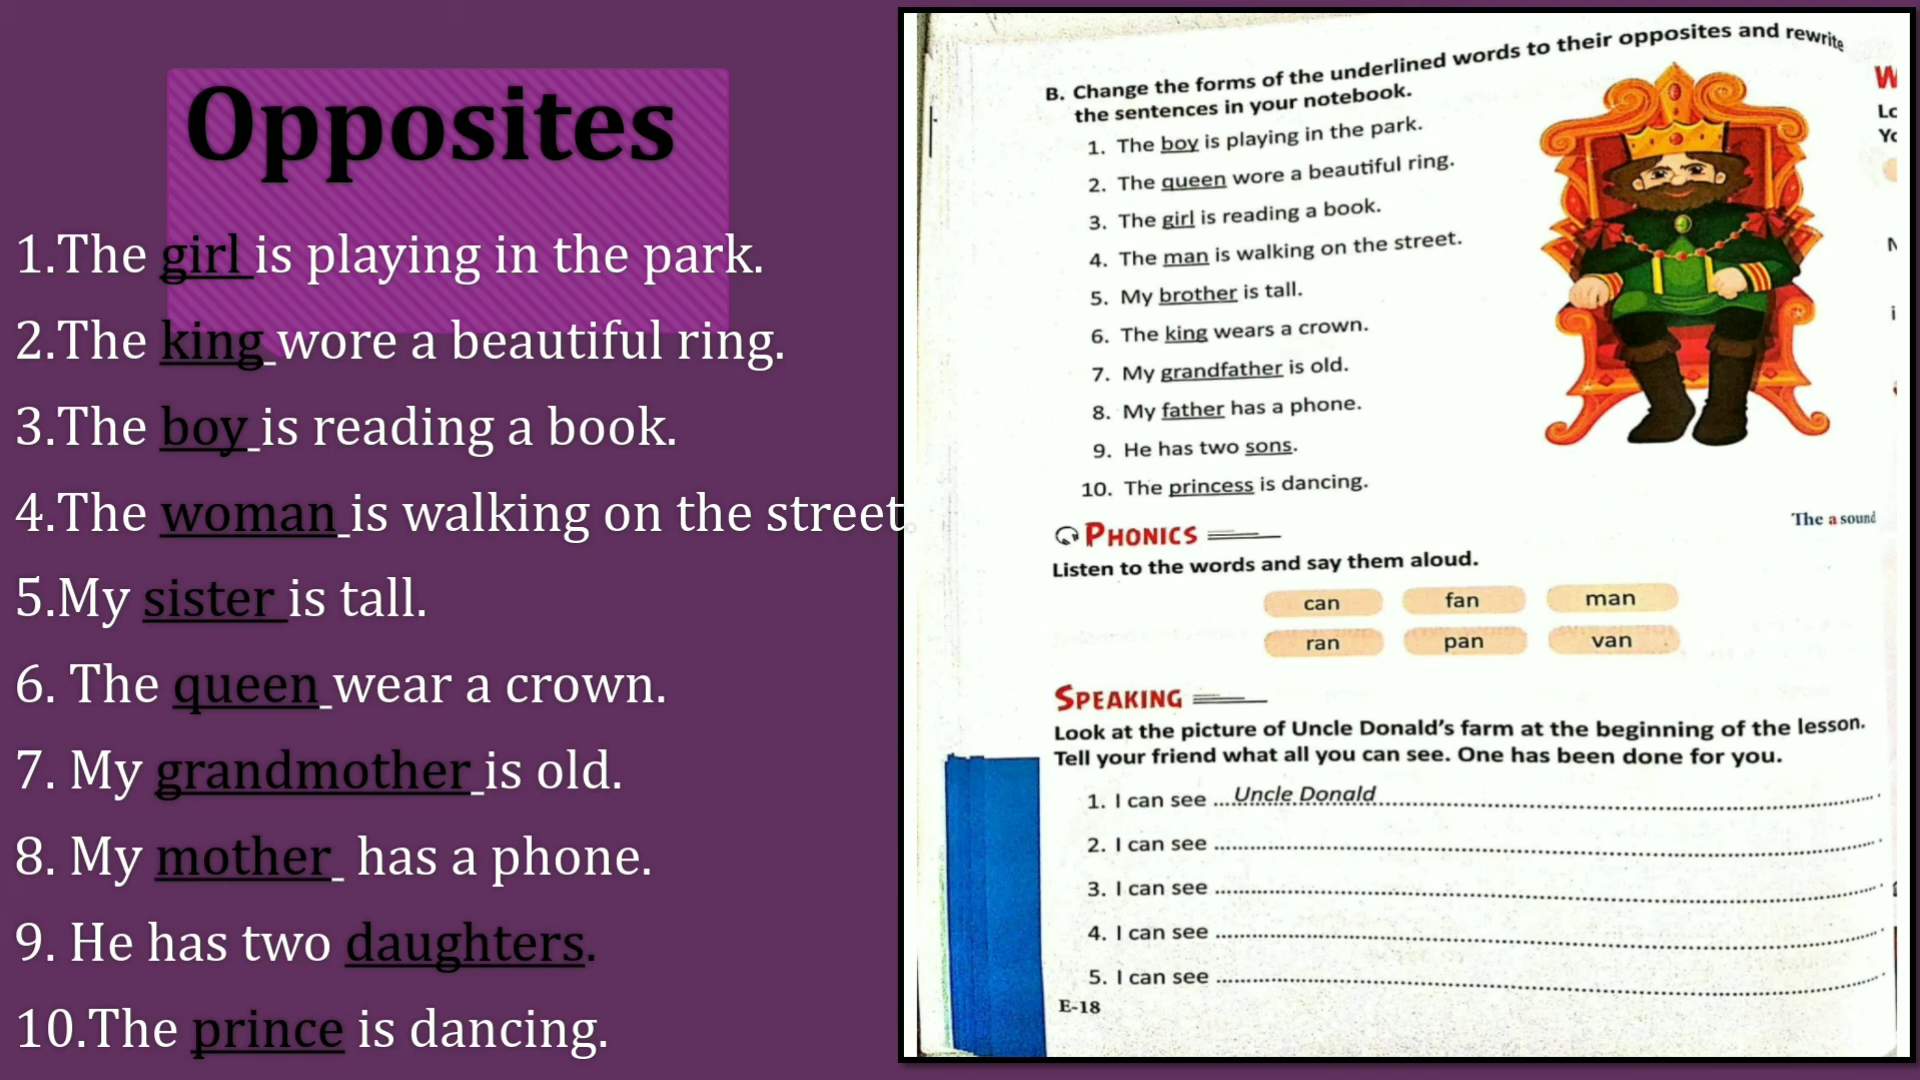 Opposites
1.The girl is playing in the park.
2.The king wore a beautiful ring.
3.The boy is reading a book.
4.The woman is walking on the street.
5.My sister is tall.
6. The queen wear a crown.
7. My grandmother is old.
8. My mother has a phone.
9. He has two daughters.
10.The prince is dancing.
B. Change the forms of the underlined words to their opposites and rewrite
the sentences in your notebook.
1. The boy is playing in the park.
2. The queen wore a beautiful ring.
3. The girl is reading a book.
4. The man is walking on the street.
5. My brother is tall.
6. The king wears a crown.
7. My grandfather is old.
8. My father has a phone.
9. He has two sons.
10. The princess is dancing.
PHONICS
The a sound
Listen to the words and say them aloud.
can fan man
ran pan van
SPEAKING
Look at the picture of Uncle Donald's farm at the beginning of the lesson.
Tell your friend what all you can see. One has been done for you.
1. I can see ...Uncle Donald...
2. I can see ...
3. I can see ...
4. I can see ...
5. I can see ...
E-18